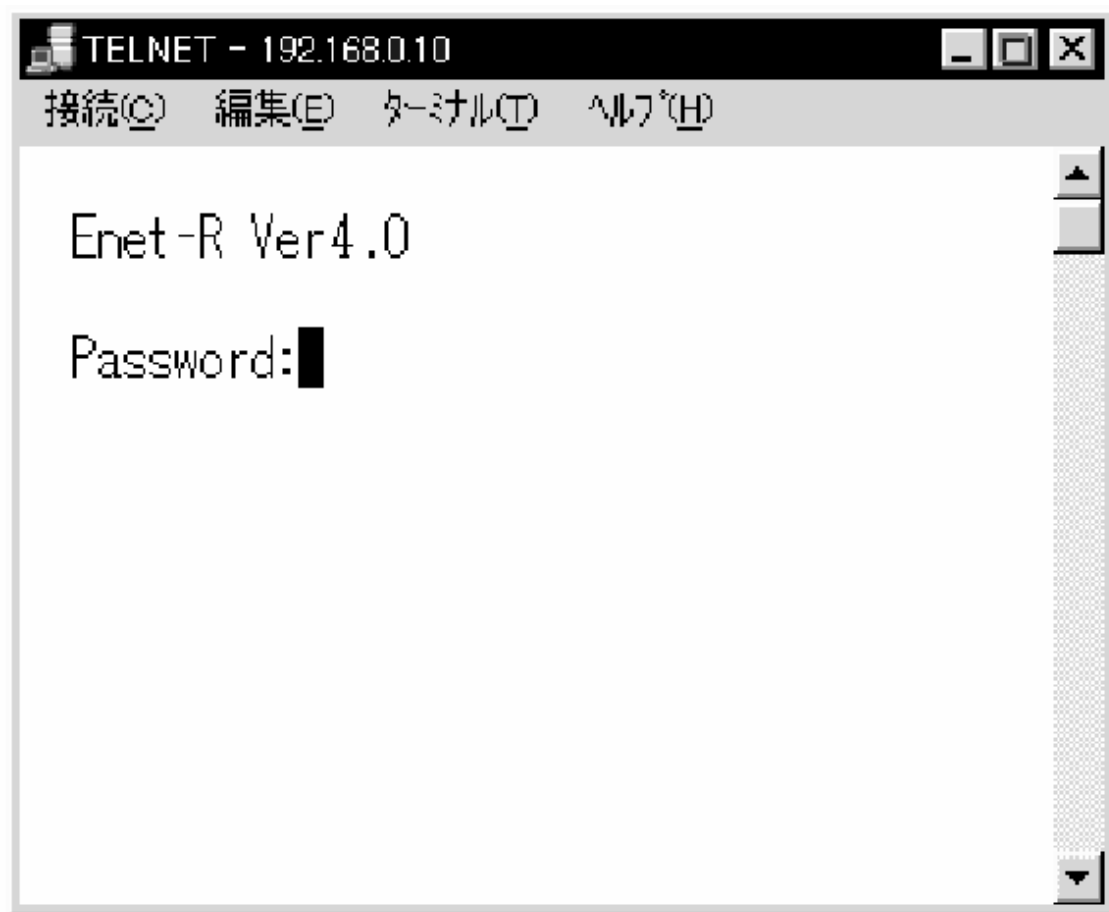 TELNET - 192.168.0.10
接続(C) 編集(E) ﾀｰﾐﾅﾙ(T) ﾍﾙﾌﾟ(H)
Enet-R Ver4.0
Password: